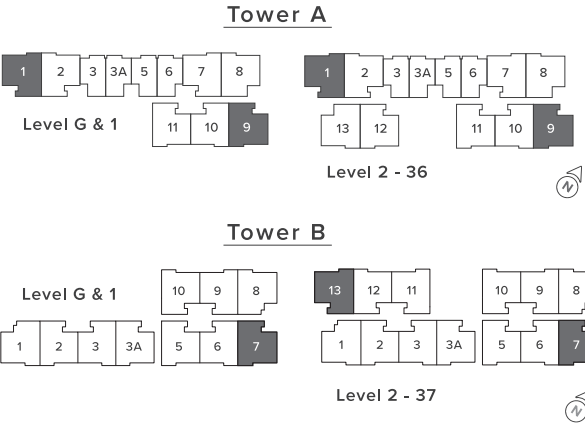 Tower A
1 2 3 3A 5 6 7 8
11 10 9
Level G & 1
1 2 3 3A 5 6 7 8
13 12 11 10 9
Level 2 - 36
N
Tower B
Level G & 1
10 9 8
1 2 3 3A 5 6 7
13 12 11 10 9 8
1 2 3 3A 5 6 7
Level 2 - 37
N